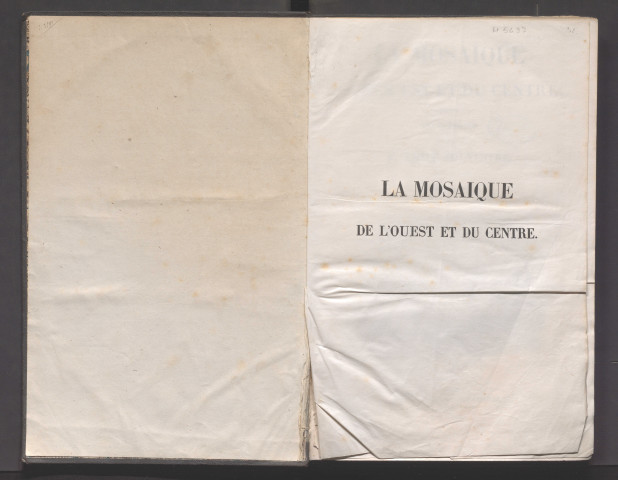 LA MOSAIQUE
DE L'OUEST ET DU CENTRE.